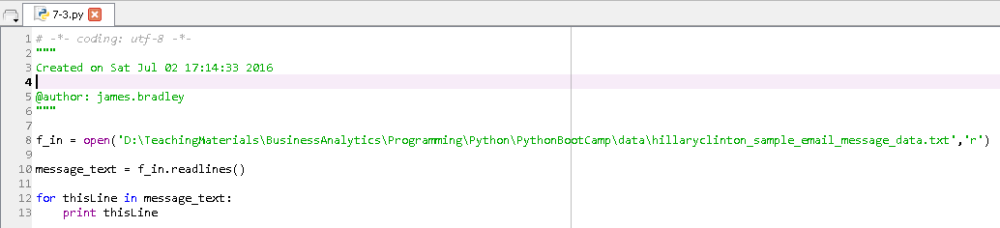 7-3.py
1 # -*- coding: utf-8 -*-
2 """
3 Created on Sat Jul 02 17:14:33 2016
4
5 @author: james.bradley
6 """
7
8 f_in = open('D:\TeachingMaterials\BusinessAnalytics\Programming\Python\PythonBootCamp\data\hillaryclinton_sample_email_message_data.txt','r')
9
10 message_text = f_in.readlines()
11
12 for thisLine in message_text:
13     print thisLine